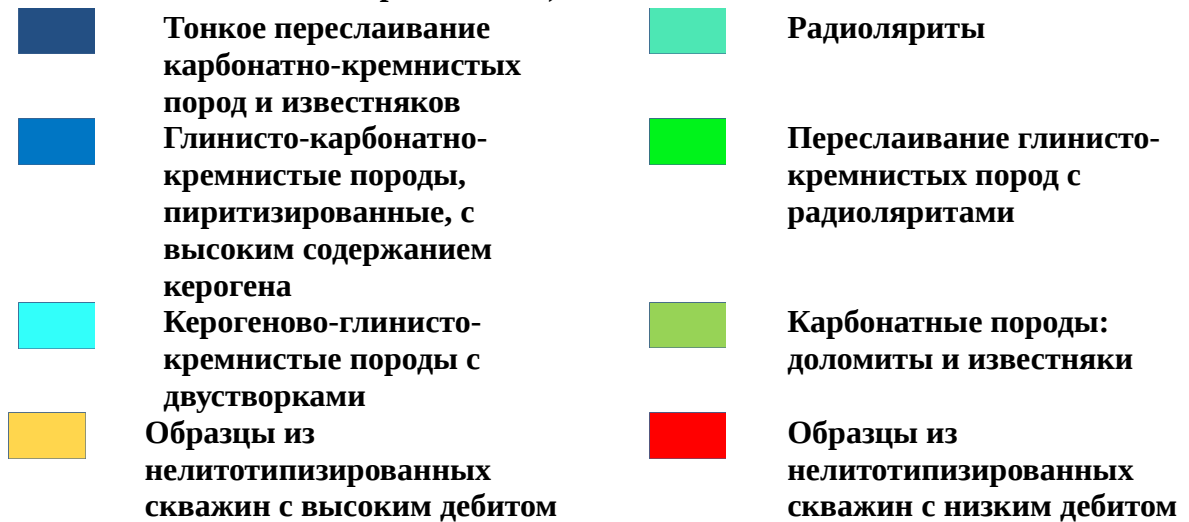 Тонкое переслаивание
карбонатно-кремнистых
пород и известняков
Радиоляриты
Глинисто-карбонатно-
кремнистые породы,
пиритизированные, с
высоким содержанием
керогена
Переслаивание глинисто-
кремнистых пород с
радиоляритами
Керогеново-глинисто-
кремнистые породы с
двустворками
Карбонатные породы:
доломиты и известняки
Образцы из
нелитотипизированных
скважин с высоким дебитом
Образцы из
нелитотипизированных
скважин с низким дебитом